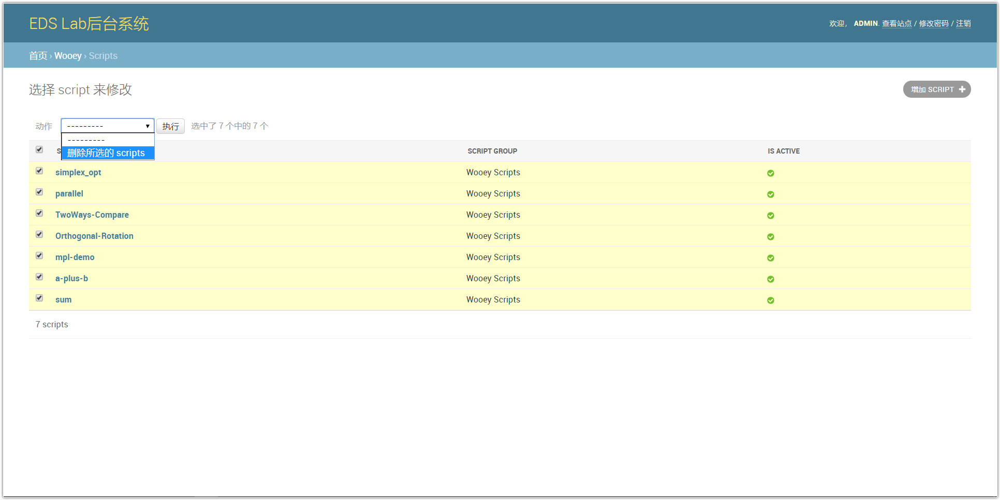 EDS Lab后台系统
欢迎， ADMIN. 查看站点 / 修改密码 / 注销
首页 › Wooey › Scripts
选择 script 来修改
增加 SCRIPT
动作 --------- 执行 选中了 7 个中的 7 个
---------
删除所选的 scripts
S SCRIPT GROUP IS ACTIVE
simplex_opt Wooey Scripts
parallel Wooey Scripts
TwoWays-Compare Wooey Scripts
Orthogonal-Rotation Wooey Scripts
mpl-demo Wooey Scripts
a-plus-b Wooey Scripts
sum Wooey Scripts
7 scripts